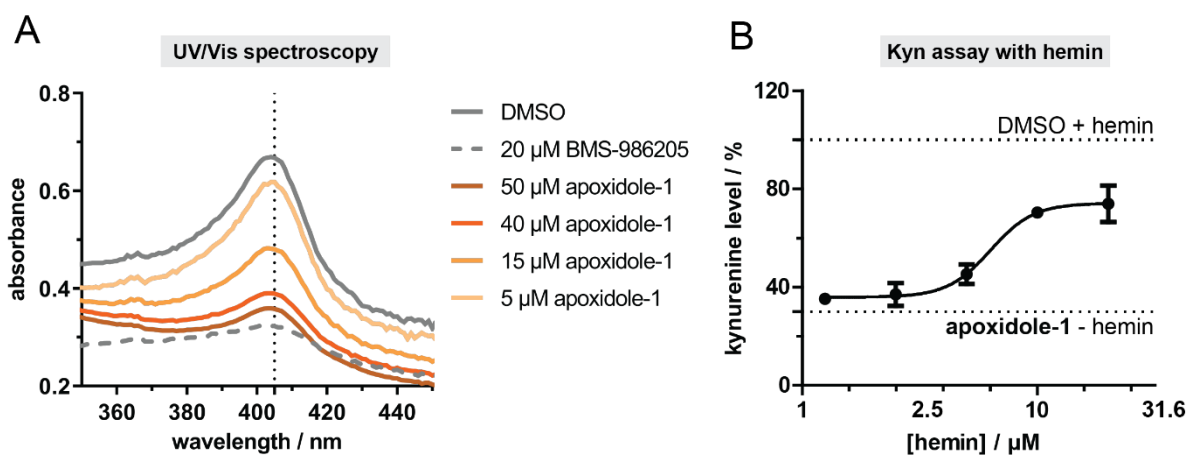 A
UV/Vis spectroscopy
0.8
0.6
0.4
0.2
absorbance
360 380 400 420 440
wavelength / nm
DMSO
20 µM BMS-986205
50 µM apoxidole-1
40 µM apoxidole-1
15 µM apoxidole-1
5 µM apoxidole-1
B
Kyn assay with hemin
120
80
40
0
kynurenine level / %
DMSO + hemin
apoxidole-1 - hemin
1 2.5 10 31.6
[hemin] / µM